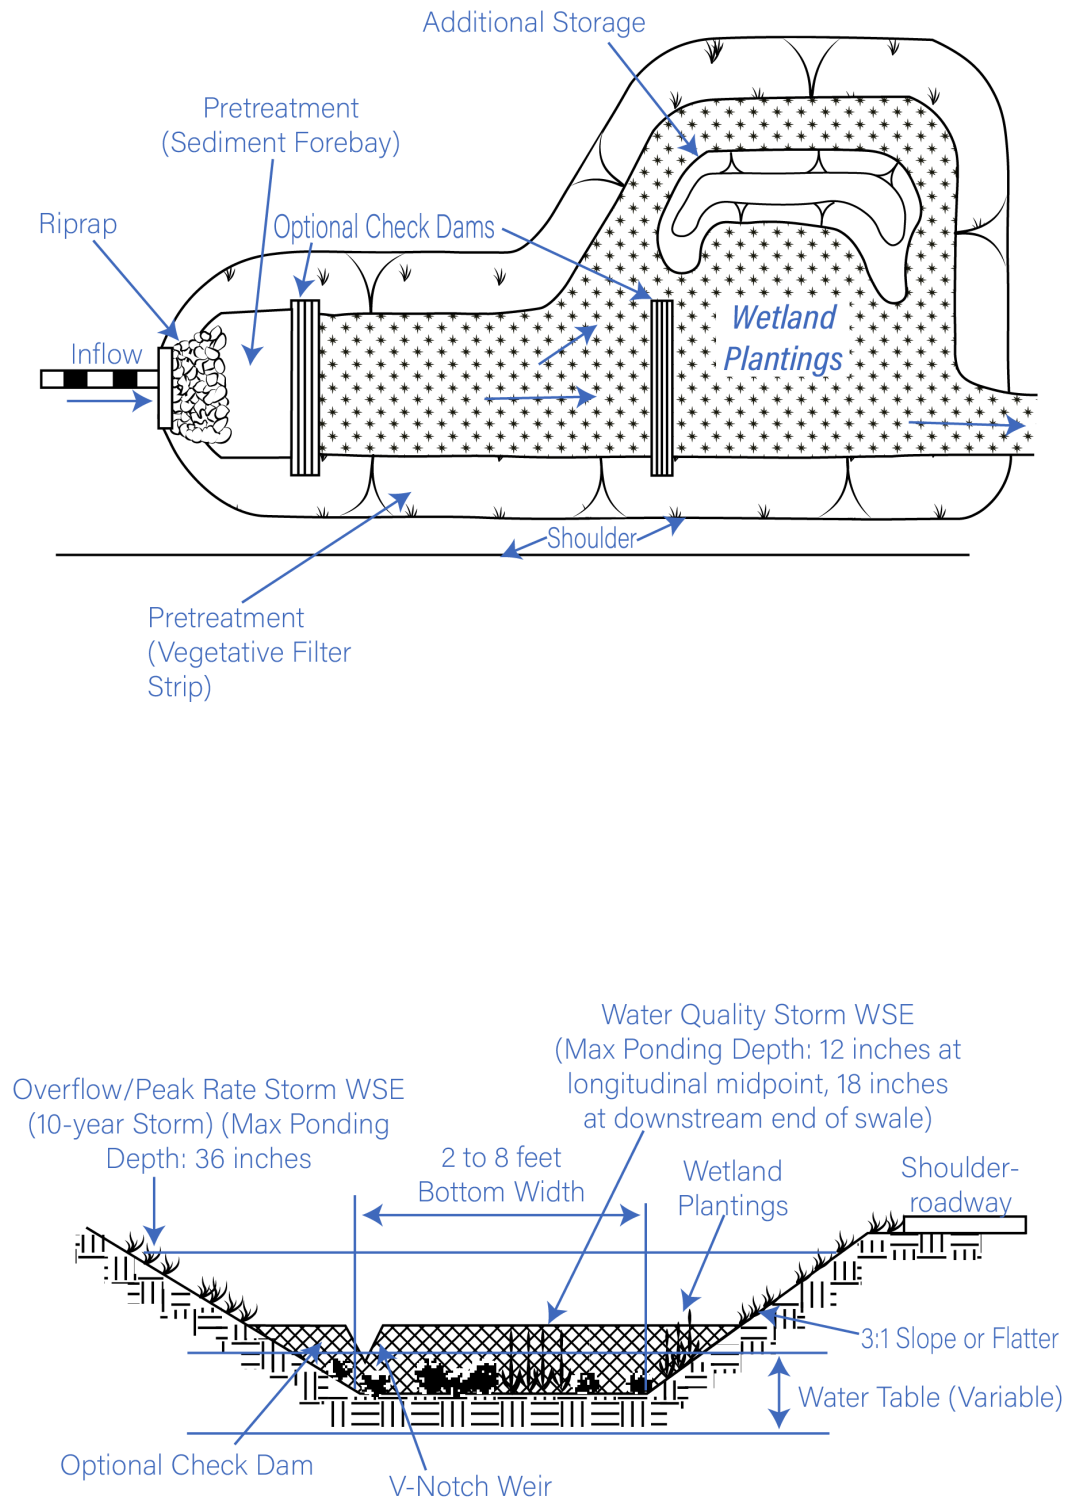 Additional Storage
Pretreatment
(Sediment Forebay)
Riprap
Optional Check Dams
Inflow
Wetland
Plantings
Shoulder
Pretreatment
(Vegetative Filter
Strip)
Water Quality Storm WSE
(Max Ponding Depth: 12 inches at
longitudinal midpoint, 18 inches
at downstream end of swale)
Overflow/Peak Rate Storm WSE
(10-year Storm) (Max Ponding
Depth: 36 inches
2 to 8 feet
Bottom Width
Wetland
Plantings
Shoulder-
roadway
3:1 Slope or Flatter
Water Table (Variable)
Optional Check Dam
V-Notch Weir